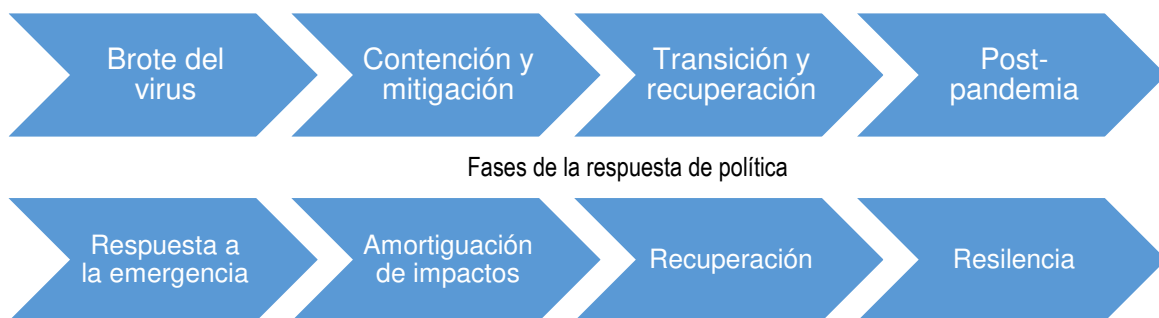 Brote del
virus
Contención y
mitigación
Transición y
recuperación
Post-
pandemia
Fases de la respuesta de política
Respuesta a
la emergencia
Amortiguación
de impactos
Recuperación
Resilencia